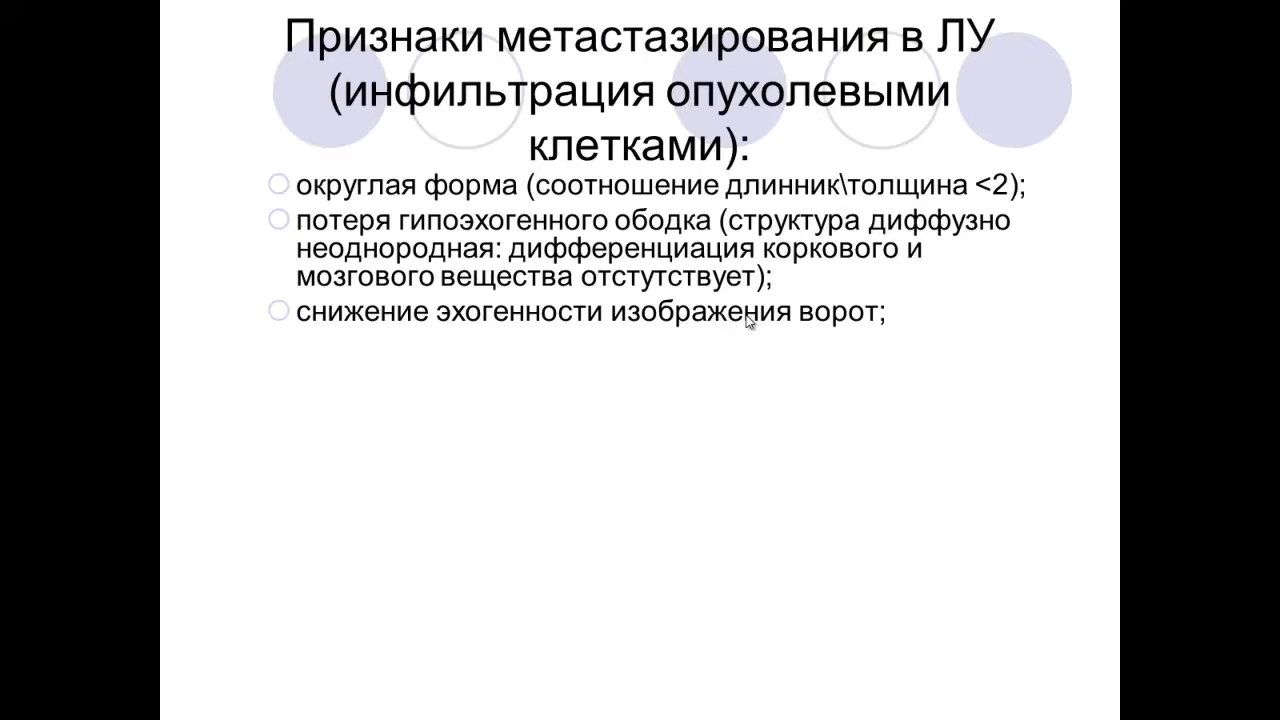 Признаки метастазирования в ЛУ
(инфильтрация опухолевыми
клетками):
округлая форма (соотношение длинник\толщина <2);
потеря гипоэхогенного ободка (структура диффузно
неоднородная: дифференциация коркового и
мозгового вещества отстутствует);
снижение эхогенности изображения ворот;